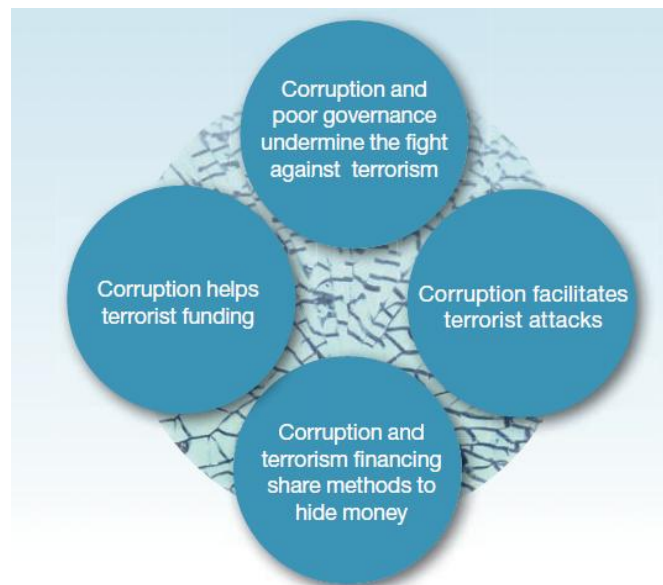 Corruption and
poor governance
undermine the fight
against terrorism
Corruption helps
terrorist funding
Corruption facilitates
terrorist attacks
Corruption and
terrorism financing
share methods to
hide money